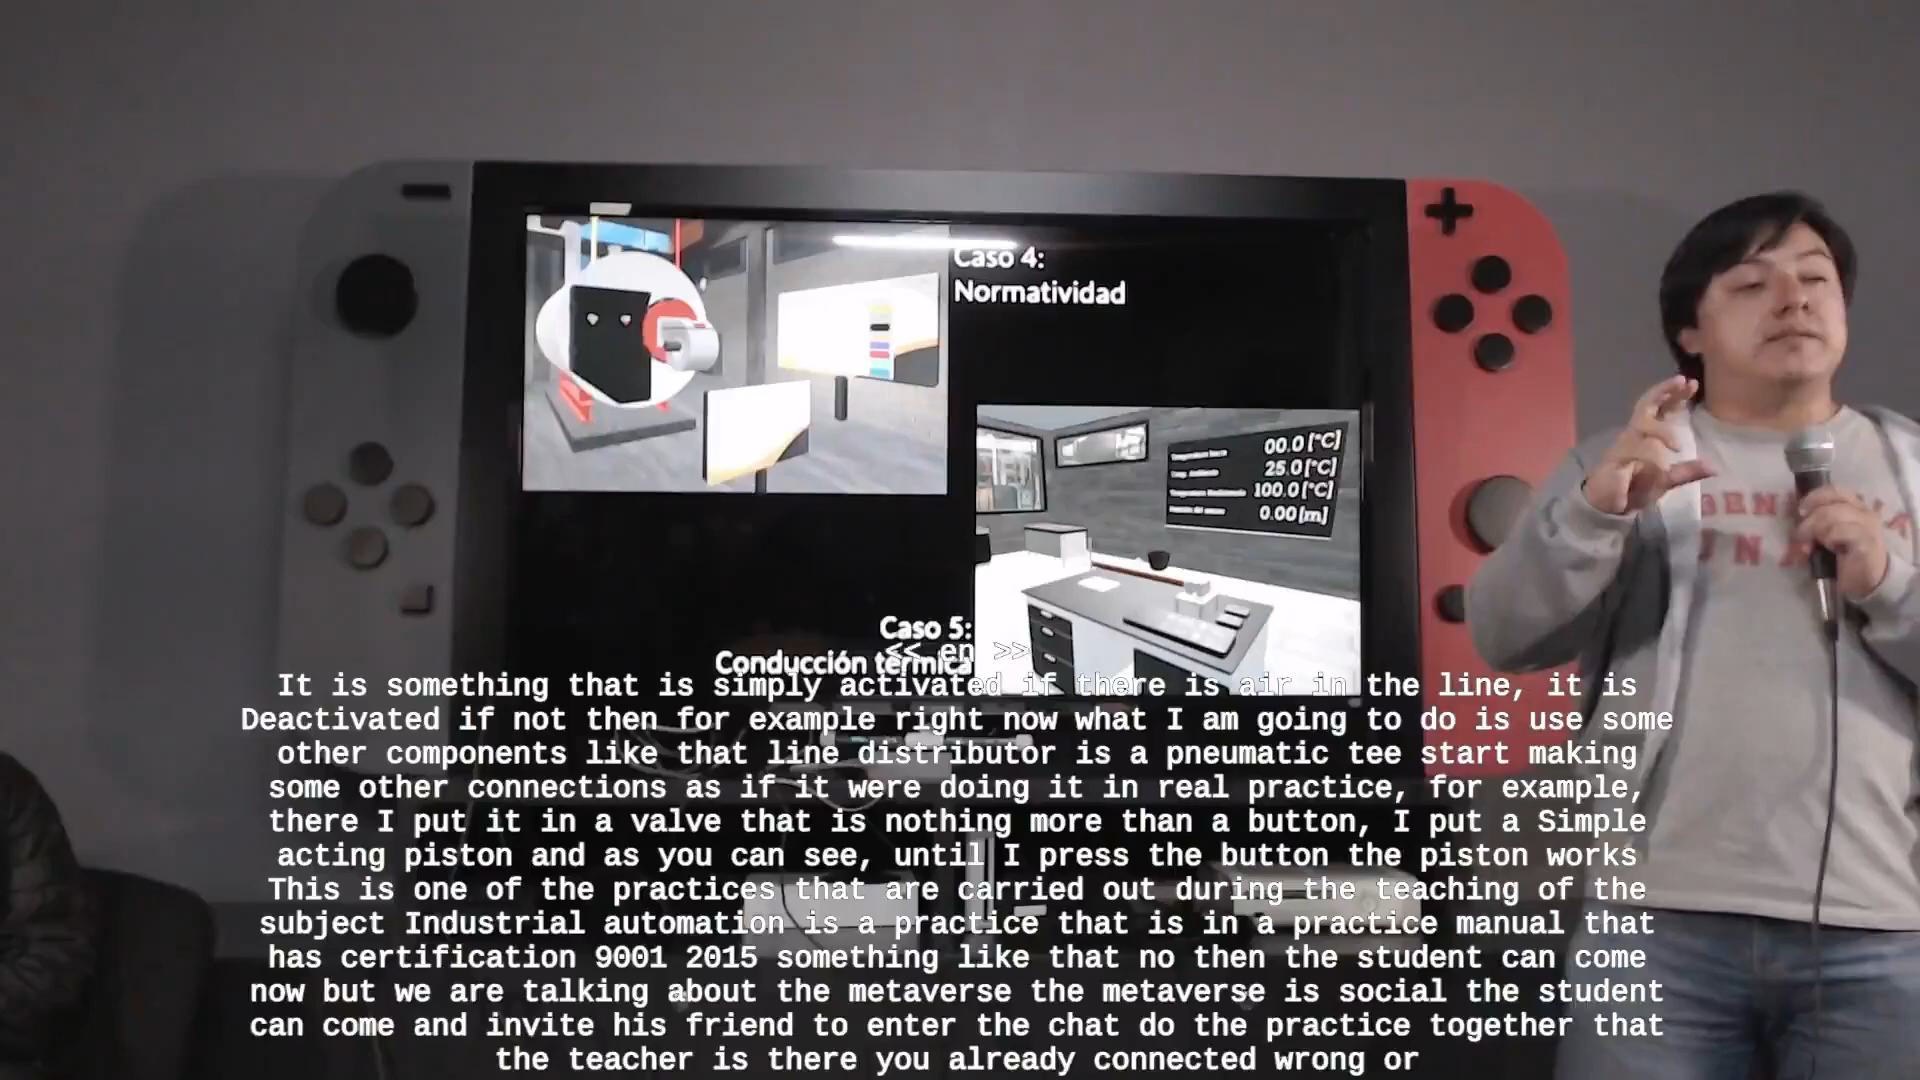 Caso 4:
Normatividad
00.0 [°C]
25.0 [°C]
100.0 [°C]
0.00 [m]
Caso 5:
Conducción térmica
<< en >>
It is something that is simply activated if there is air in the line, it is
Deactivated if not then for example right now what I am going to do is use some
other components like that line distributor is a pneumatic tee start making
some other connections as if it were doing it in real practice, for example,
there I put it in a valve that is nothing more than a button, I put a Simple
acting piston and as you can see, until I press the button the piston works
This is one of the practices that are carried out during the teaching of the
subject Industrial automation is a practice that is in a practice manual that
has certification 9001 2015 something like that no then the student can come
now but we are talking about the metaverse the metaverse is social the student
can come and invite his friend to enter the chat do the practice together that
the teacher is there you already connected wrong or